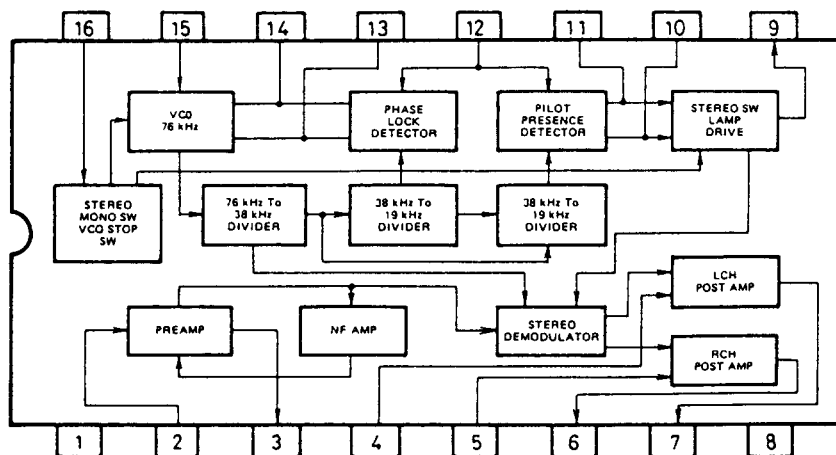 16 15 14 13 12 11 10 9
VCO
76 kHz
PHASE
LOCK
DETECTOR
PILOT
PRESENCE
DETECTOR
STEREO SW
LAMP
DRIVE
STEREO
MONO SW
VCO STOP
SW
76 kHz To
38 kHz
DIVIDER
38 kHz To
19 kHz
DIVIDER
38 kHz To
19 kHz
DIVIDER
LCH
POST AMP
PREAMP
NF AMP
STEREO
DEMODULATOR
RCH
POST AMP
1 2 3 4 5 6 7 8